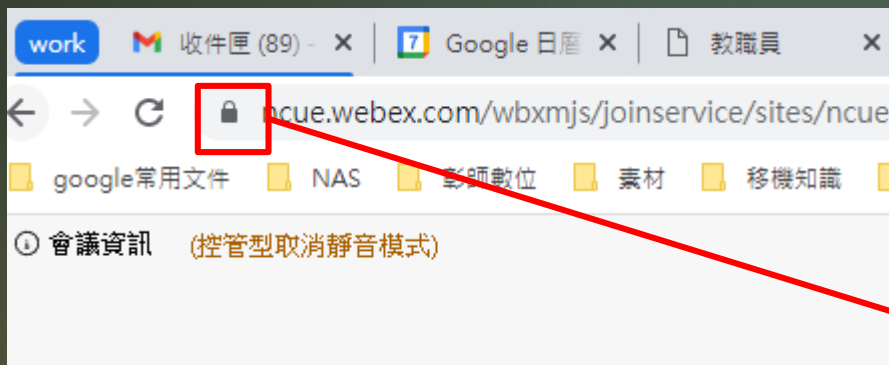 work 收件匣 (89) - Google 日曆 教職員
ncue.webex.com/wbxmjs/joinservice/sites/ncue
google常用文件 NAS 彰師數位 素材 移機知識
會議資訊 (控管型取消靜音模式)